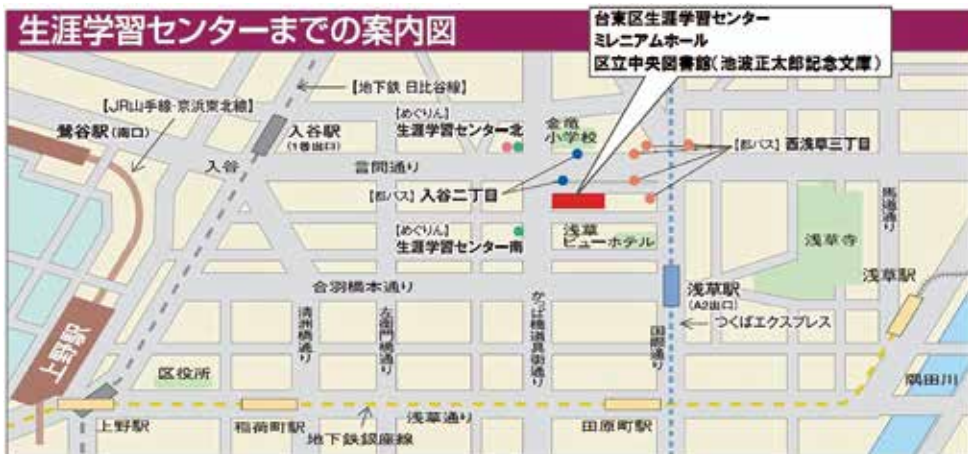 生涯学習センターまでの案内図
台東区生涯学習センター
ミレニアムホール
区立中央図書館(池波正太郎記念文庫)
【地下鉄 日比谷線】
【JR山手線・京浜東北線】
鶯谷駅(南口)
入谷駅
(1番出口)
【めぐりん】
生涯学習センター北
金竜
小学校
【都バス】西浅草三丁目
入谷
言問通り
【都バス】入谷二丁目
馬道通り
【めぐりん】
生涯学習センター南
浅草
ビューホテル
浅草寺
浅草駅
合羽橋本通り
浅草駅
(A2出口)
つくばエクスプレス
上野駅
清洲橋通り
左衛門橋通り
かっぱ橋道具街通り
国際通り
区役所
隅田川
上野駅
稲荷町駅
浅草通り
田原町駅
地下鉄銀座線